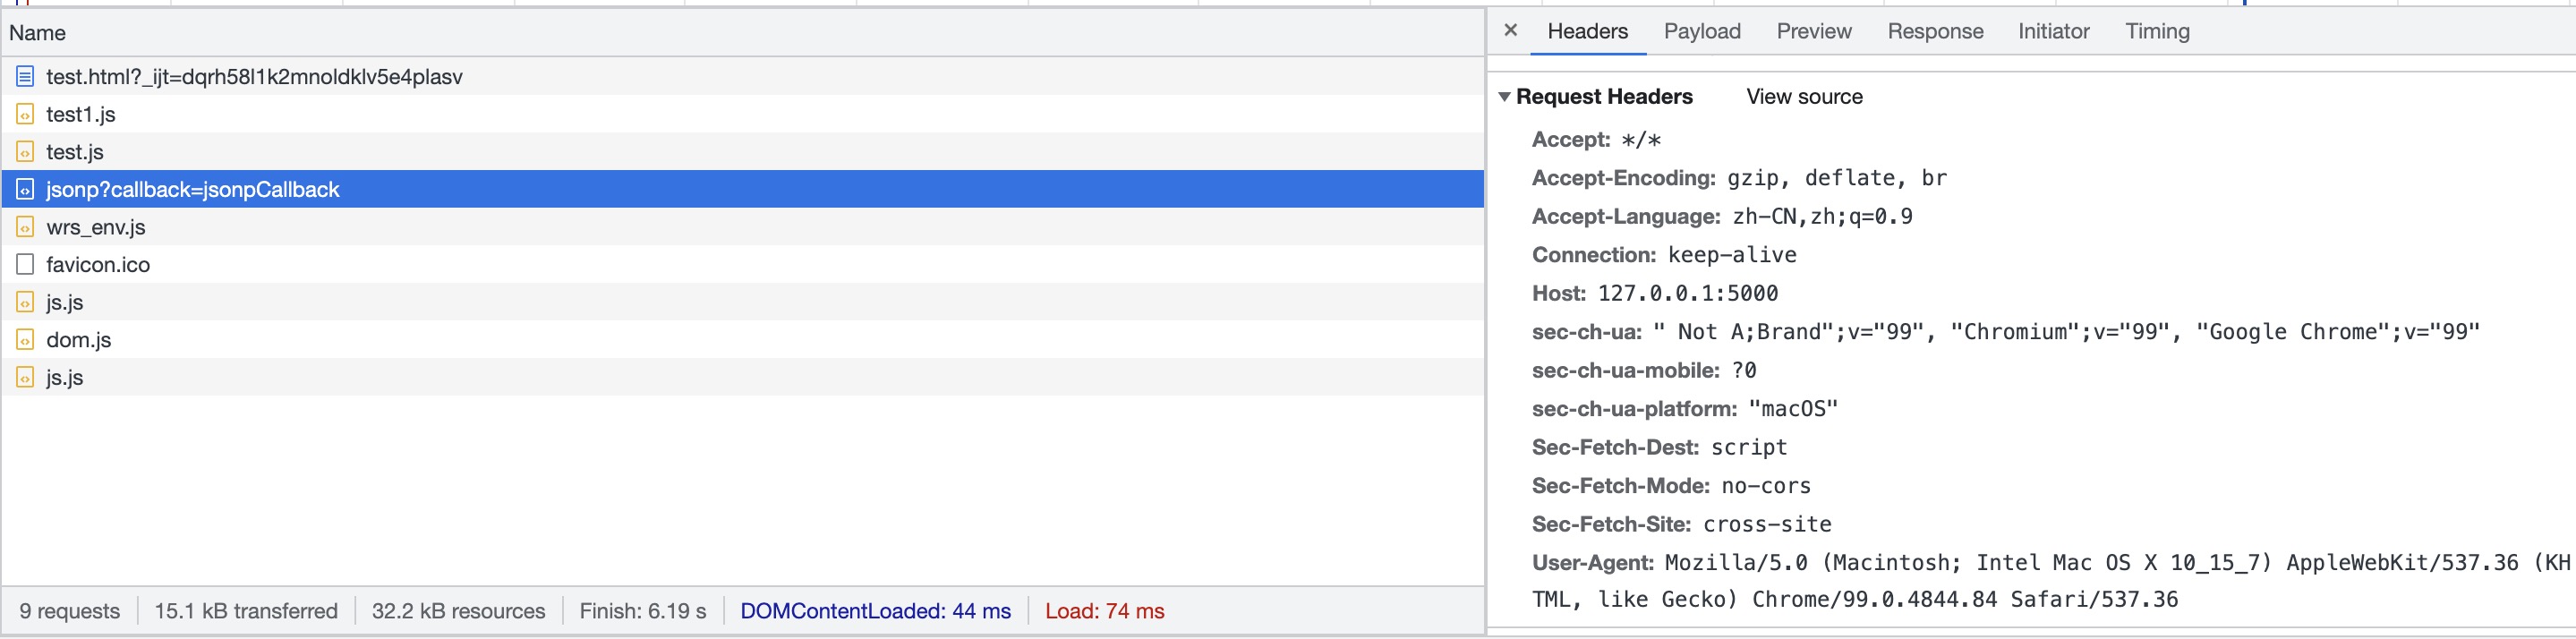 Name
test.html?_ijt=dqrh58l1k2mnoldklv5e4plasv
test1.js
test.js
jsonp?callback=jsonpCallback
wrs_env.js
favicon.ico
js.js
dom.js
js.js
9 requests 15.1 kB transferred 32.2 kB resources Finish: 6.19 s DOMContentLoaded: 44 ms Load: 74 ms
× Headers Payload Preview Response Initiator Timing
Request Headers View source
Accept: */*
Accept-Encoding: gzip, deflate, br
Accept-Language: zh-CN,zh;q=0.9
Connection: keep-alive
Host: 127.0.0.1:5000
sec-ch-ua: " Not A;Brand";v="99", "Chromium";v="99", "Google Chrome";v="99"
sec-ch-ua-mobile: ?0
sec-ch-ua-platform: "macOS"
Sec-Fetch-Dest: script
Sec-Fetch-Mode: no-cors
Sec-Fetch-Site: cross-site
User-Agent: Mozilla/5.0 (Macintosh; Intel Mac OS X 10_15_7) AppleWebKit/537.36 (KH
TML, like Gecko) Chrome/99.0.4844.84 Safari/537.36